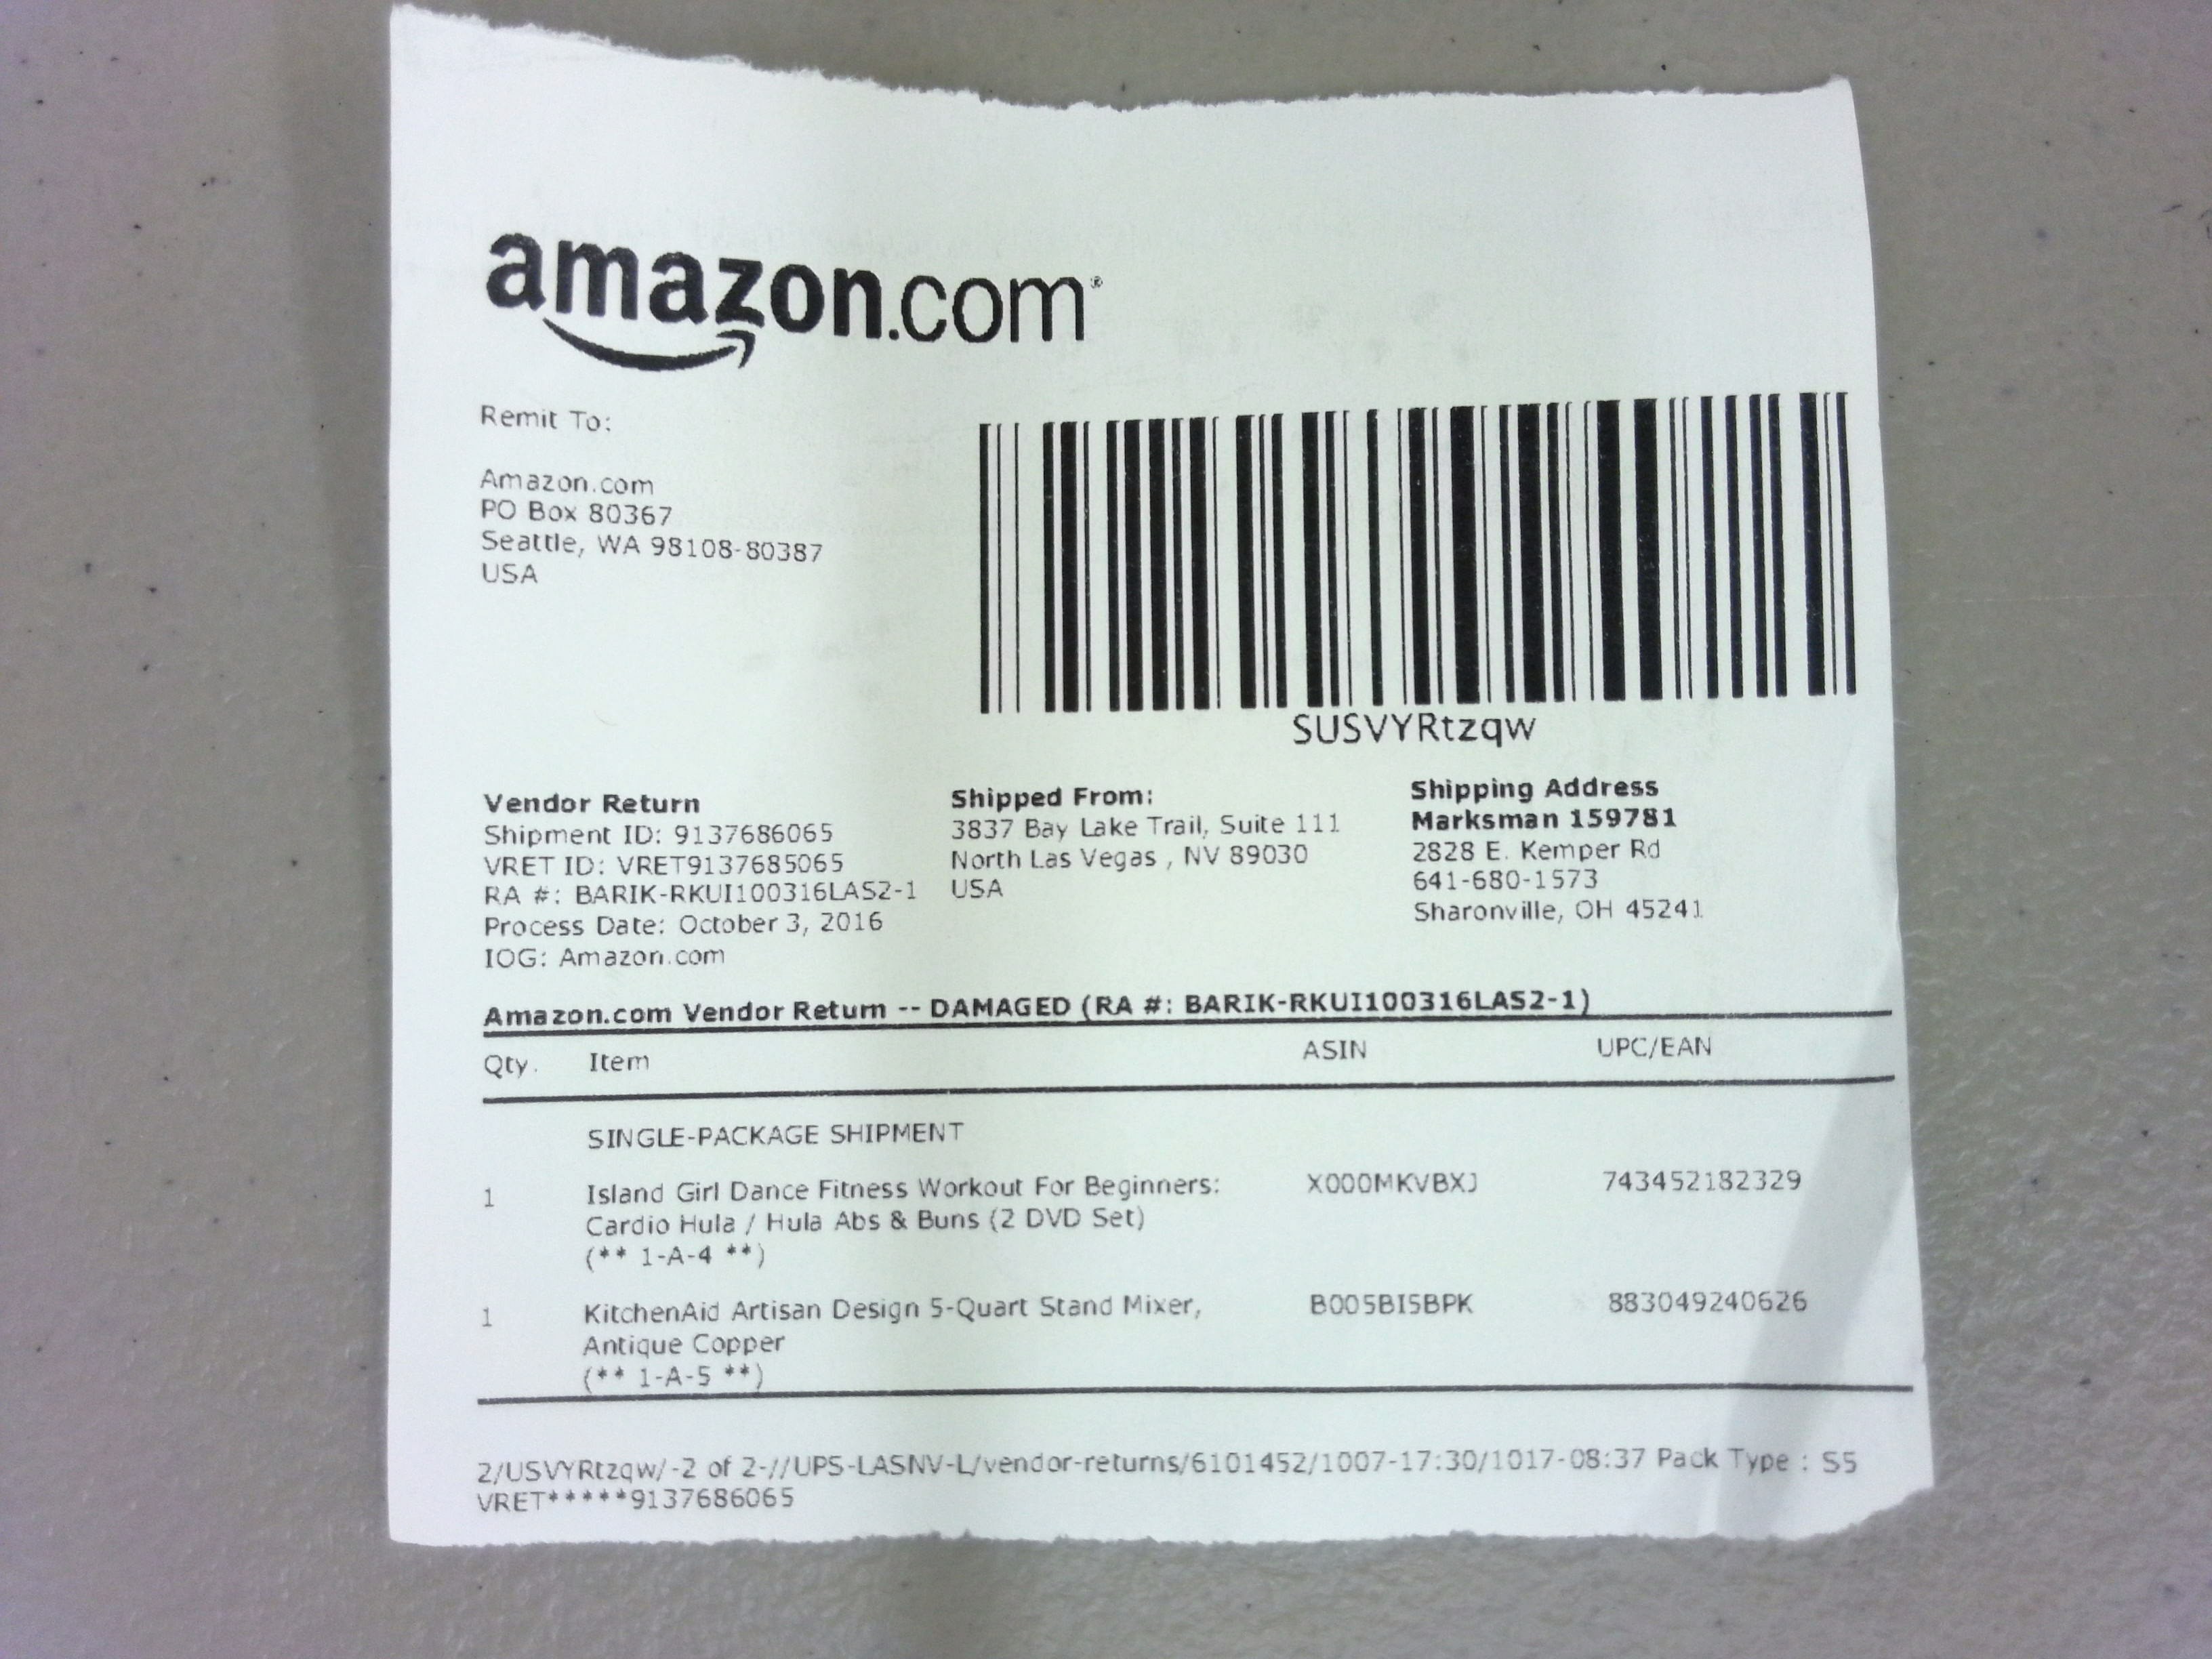 amazon.com
Remit To:
Amazon.com
PO Box 80367
Seattle, WA 98108-80387
USA
SUSVYRtzqw
Vendor Return
Shipment ID: 9137686065
VRET ID: VRET9137685065
RA #: BARIK-RKUI100316LAS2-1
Process Date: October 3, 2016
IOG: Amazon.com
Shipped From:
3837 Bay Lake Trail, Suite 111
North Las Vegas , NV 89030
USA
Shipping Address
Marksman 159781
2828 E. Kemper Rd
641-680-1573
Sharonville, OH 45241
Amazon.com Vendor Return -- DAMAGED (RA #: BARIK-RKUI100316LAS2-1)
Qty. Item ASIN UPC/EAN
SINGLE-PACKAGE SHIPMENT
1 Island Girl Dance Fitness Workout For Beginners: X000MKVBXJ 743452182329
Cardio Hula / Hula Abs & Buns (2 DVD Set)
(** 1-A-4 **)
1 KitchenAid Artisan Design 5-Quart Stand Mixer, B005BI5BPK 883049240626
Antique Copper
(** 1-A-5 **)
2/USVYRtzqw/-2 of 2-//UPS-LASNV-L/vendor-returns/6101452/1007-17:30/1017-08:37 Pack Type : S5
VRET*****9137686065